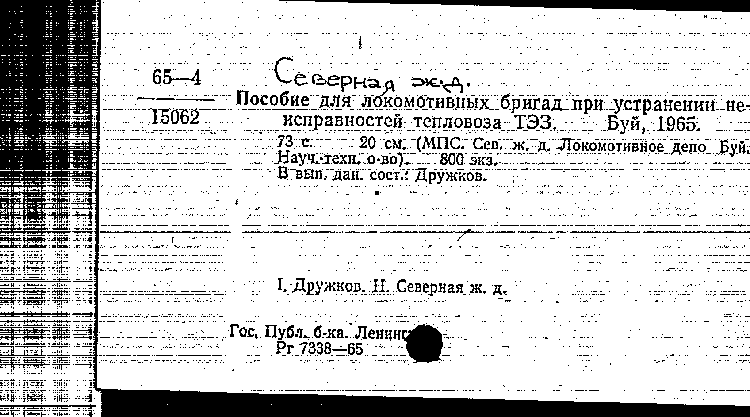 65—4
Северная ж.д.
Пособие для локомотивных бригад при устранении не-
15062
исправностей тепловоза ТЭ3. Буй, 1965.
73 с. 20 см. (МПС. Сев. ж. д. Локомотивное депо Буй.
Науч.-техн. о-во). 800 экз.
В вып. дан. сост.: Дружков.
I. Дружков. II. Северная ж. д.
Гос. Публ. б-ка. Ленингр
Рг 7338—65